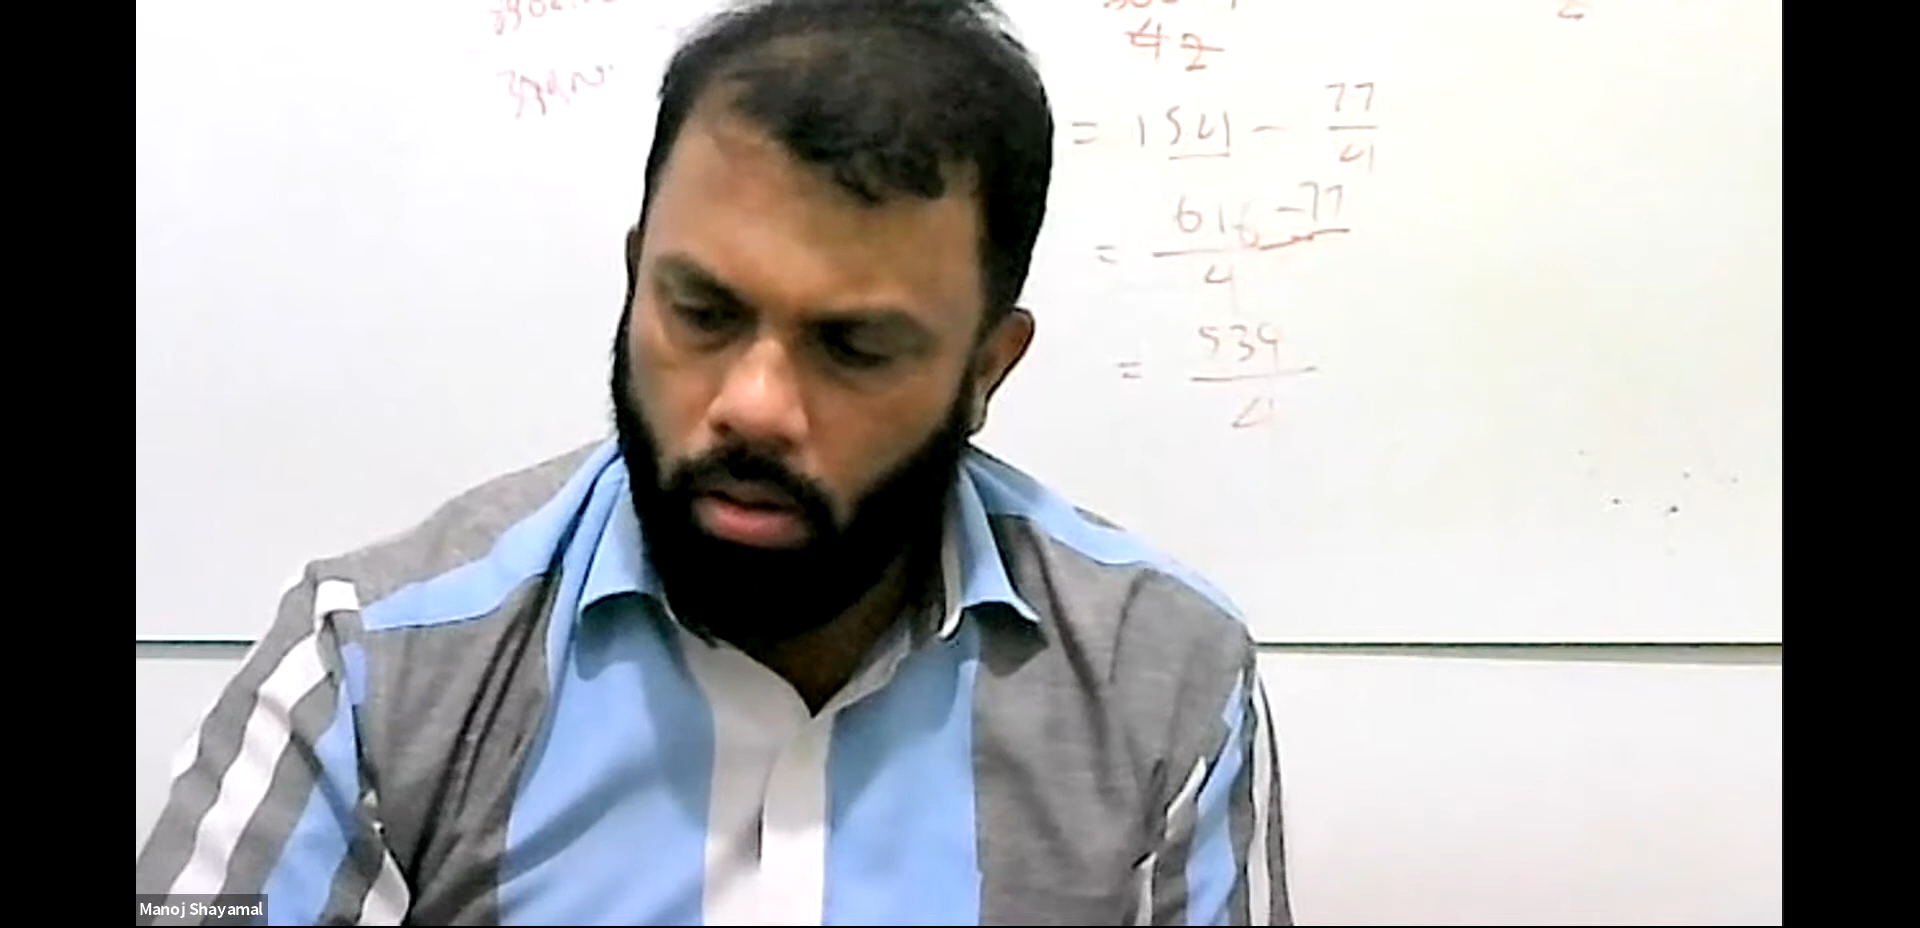 42
= 154 - 77/4
= 616 - 77/4
= 539/4
Manoj Shayamal